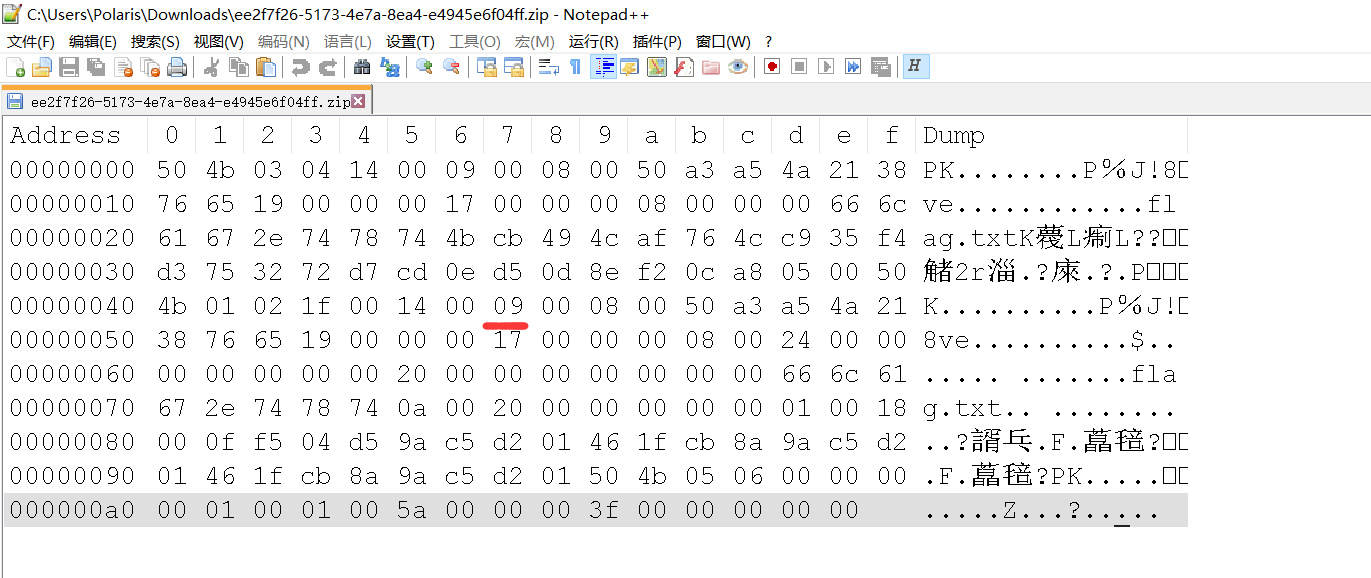 C:\Users\Polaris\Downloads\ee2f7f26-5173-4e7a-8ea4-e4945e6f04ff.zip - Notepad++
文件(F) 编辑(E) 搜索(S) 视图(V) 编码(N) 语言(L) 设置(T) 工具(O) 宏(M) 运行(R) 插件(P) 窗口(W) ?
ee2f7f26-5173-4e7a-8ea4-e4945e6f04ff.zip
Address 0 1 2 3 4 5 6 7 8 9 a b c d e f Dump
00000000 50 4b 03 04 14 00 09 00 08 00 50 a3 a5 4a 21 38 PK........P％J!8
00000010 76 65 19 00 00 00 17 00 00 00 08 00 00 00 66 6c ve............fl
00000020 61 67 2e 74 78 74 4b cb 49 4c af 76 4c c9 35 f4 ag.txtK薎L痸L??
00000030 d3 75 32 72 d7 cd 0e d5 0d 8e f2 0c a8 05 00 50 觰2r淄.?庩.?.P
00000040 4b 01 02 1f 00 14 00 09 00 08 00 50 a3 a5 4a 21 K..........P％J!
00000050 38 76 65 19 00 00 00 17 00 00 00 08 00 24 00 00 8ve..........$..
00000060 00 00 00 00 00 20 00 00 00 00 00 00 00 66 6c 61 ..... .......fla
00000070 67 2e 74 78 74 0a 00 20 00 00 00 00 00 01 00 18 g.txt.. ........
00000080 00 0f f5 04 d5 9a c5 d2 01 46 1f cb 8a 9a c5 d2 ..?諝乓.F.藠毰?
00000090 01 46 1f cb 8a 9a c5 d2 01 50 4b 05 06 00 00 00 .F.藠毰?PK.....
000000a0 00 01 00 01 00 5a 00 00 00 3f 00 00 00 00 00 .....Z...?.....